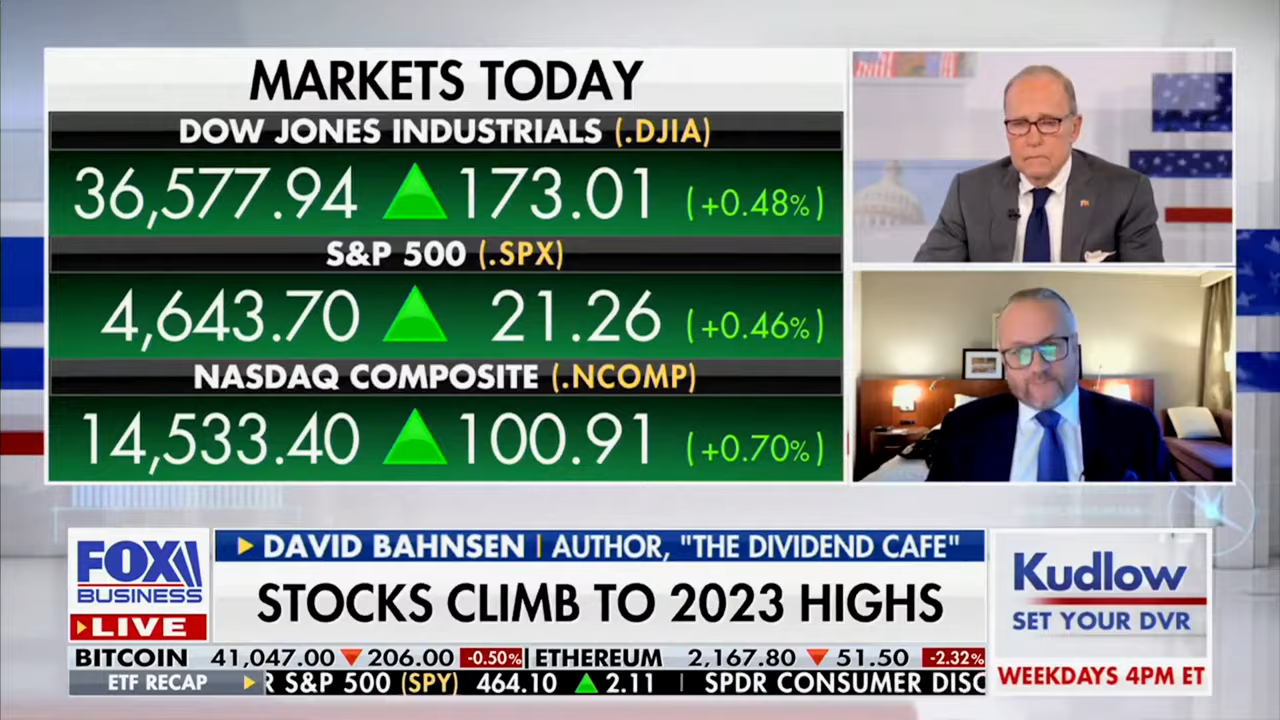 MARKETS TODAY
DOW JONES INDUSTRIALS (.DJIA)
36,577.94 ▲ 173.01 (+0.48%)
S&P 500 (.SPX)
4,643.70 ▲ 21.26 (+0.46%)
NASDAQ COMPOSITE (.NCOMP)
14,533.40 ▲ 100.91 (+0.70%)
FOX
BUSINESS
LIVE
DAVID BAHNSEN | AUTHOR, "THE DIVIDEND CAFE"
STOCKS CLIMB TO 2023 HIGHS
BITCOIN 41,047.00 ▼ 206.00 -0.50% | ETHEREUM 2,167.80 ▼ 51.50 -2.32%
ETF RECAP R S&P 500 (SPY) 464.10 ▲ 2.11 | SPDR CONSUMER DISC
Kudlow
SET YOUR DVR
WEEKDAYS 4PM ET